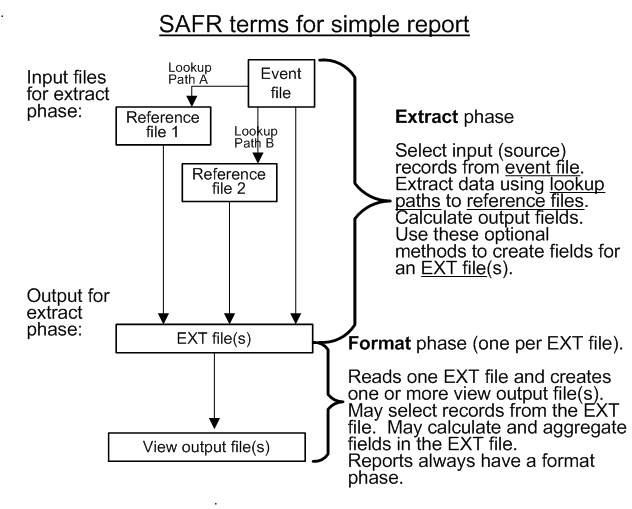 SAFR terms for simple report
Input files
for extract
phase:
Lookup
Path A
Event
file
Reference
file 1
Lookup
Path B
Reference
file 2
Extract phase
Select input (source)
records from event file.
Extract data using lookup
paths to reference files.
Calculate output fields.
Use these optional
methods to create fields for
an EXT file(s).
Output for
extract
phase:
EXT file(s)
Format phase (one per EXT file).
Reads one EXT file and creates
one or more view output file(s).
May select records from the EXT
file. May calculate and aggregate
fields in the EXT file.
Reports always have a format
phase.
View output file(s)